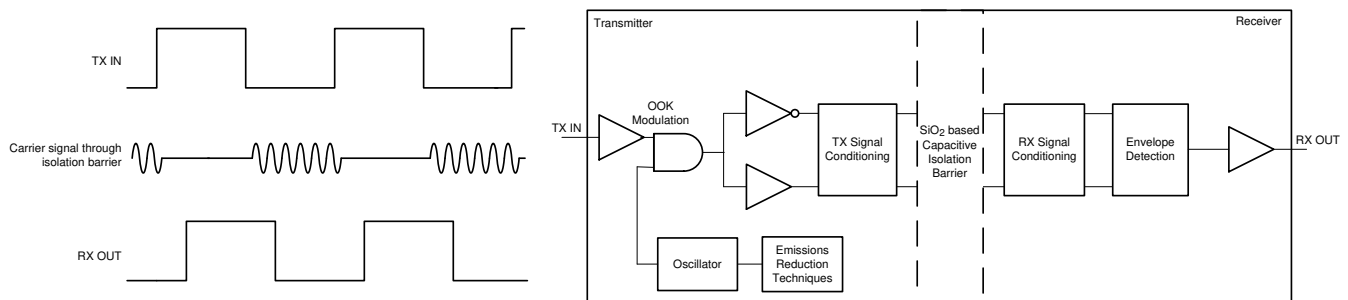 TX IN
Carrier signal through
isolation barrier
RX OUT
Transmitter
Receiver
TX IN
OOK
Modulation
TX Signal
Conditioning
SiO2 based
Capacitive
Isolation
Barrier
RX Signal
Conditioning
Envelope
Detection
RX OUT
Oscillator
Emissions
Reduction
Techniques